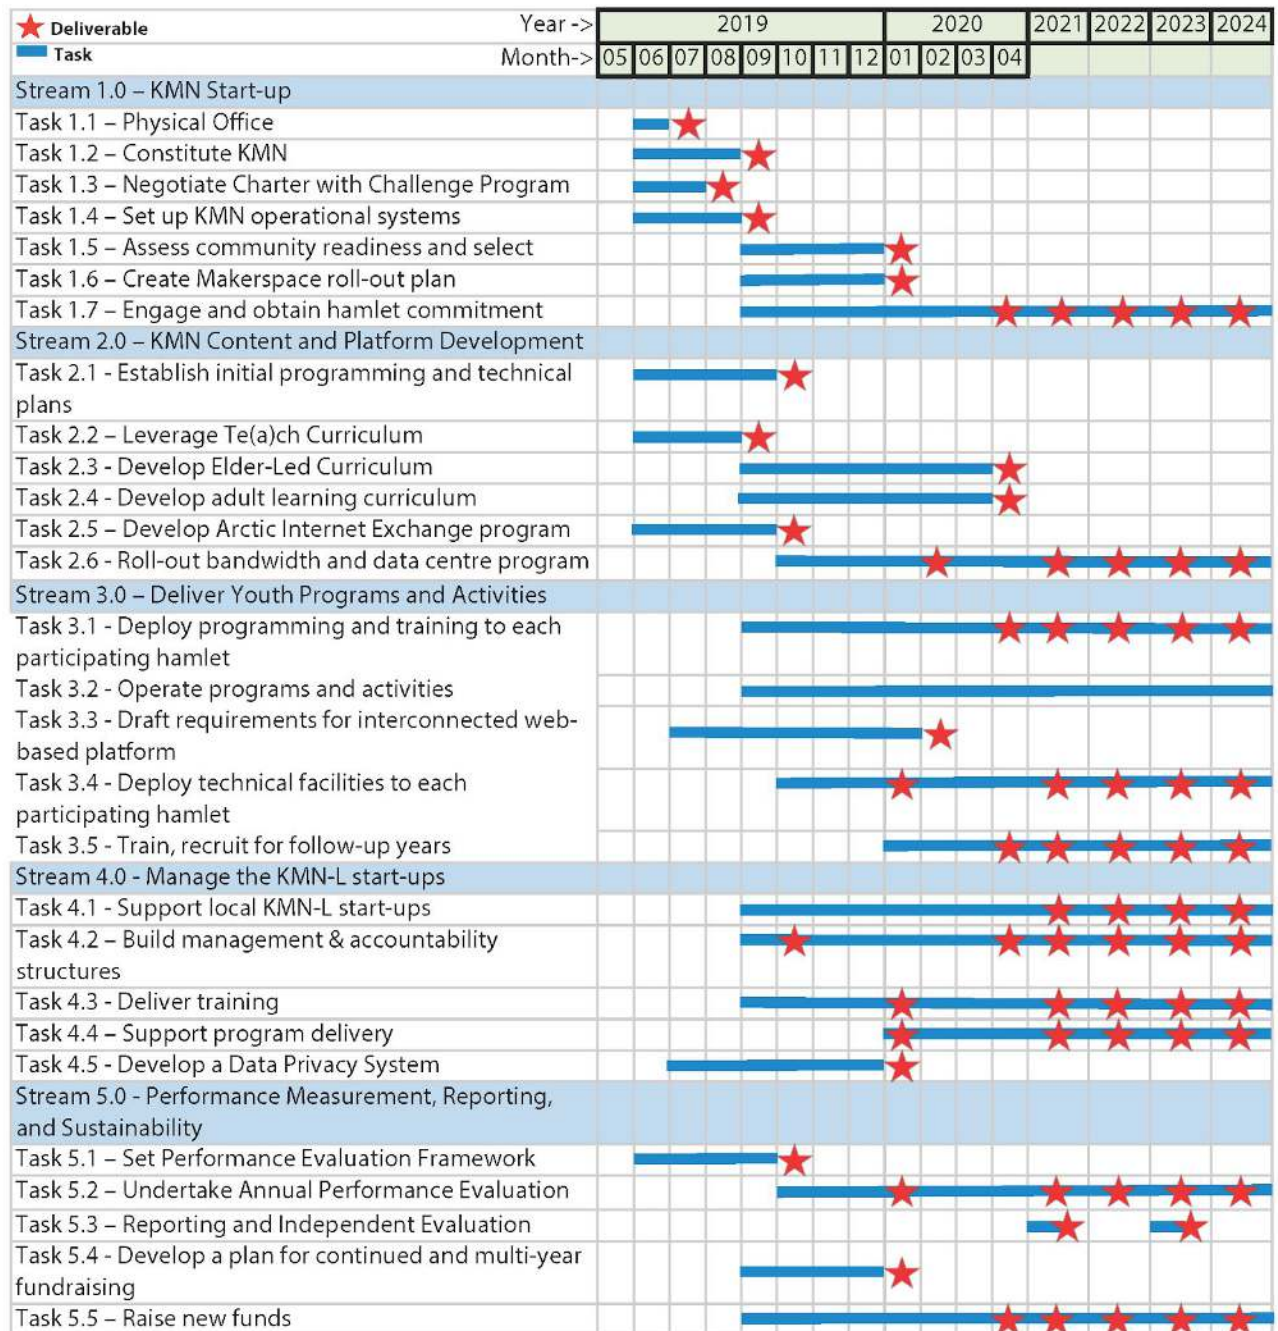 Deliverable Year -> 2019 2020 2021 2022 2023 2024
Task Month-> 05 06 07 08 09 10 11 12 01 02 03 04
Stream 1.0 – KMN Start-up
Task 1.1 – Physical Office
Task 1.2 – Constitute KMN
Task 1.3 – Negotiate Charter with Challenge Program
Task 1.4 – Set up KMN operational systems
Task 1.5 – Assess community readiness and select
Task 1.6 – Create Makerspace roll-out plan
Task 1.7 – Engage and obtain hamlet commitment
Stream 2.0 – KMN Content and Platform Development
Task 2.1 - Establish initial programming and technical
plans
Task 2.2 – Leverage Te(a)ch Curriculum
Task 2.3 - Develop Elder-Led Curriculum
Task 2.4 - Develop adult learning curriculum
Task 2.5 – Develop Arctic Internet Exchange program
Task 2.6 - Roll-out bandwidth and data centre program
Stream 3.0 – Deliver Youth Programs and Activities
Task 3.1 - Deploy programming and training to each
participating hamlet
Task 3.2 - Operate programs and activities
Task 3.3 - Draft requirements for interconnected web-
based platform
Task 3.4 - Deploy technical facilities to each
participating hamlet
Task 3.5 - Train, recruit for follow-up years
Stream 4.0 - Manage the KMN-L start-ups
Task 4.1 - Support local KMN-L start-ups
Task 4.2 – Build management & accountability
structures
Task 4.3 - Deliver training
Task 4.4 – Support program delivery
Task 4.5 - Develop a Data Privacy System
Stream 5.0 - Performance Measurement, Reporting,
and Sustainability
Task 5.1 – Set Performance Evaluation Framework
Task 5.2 – Undertake Annual Performance Evaluation
Task 5.3 – Reporting and Independent Evaluation
Task 5.4 - Develop a plan for continued and multi-year
fundraising
Task 5.5 – Raise new funds